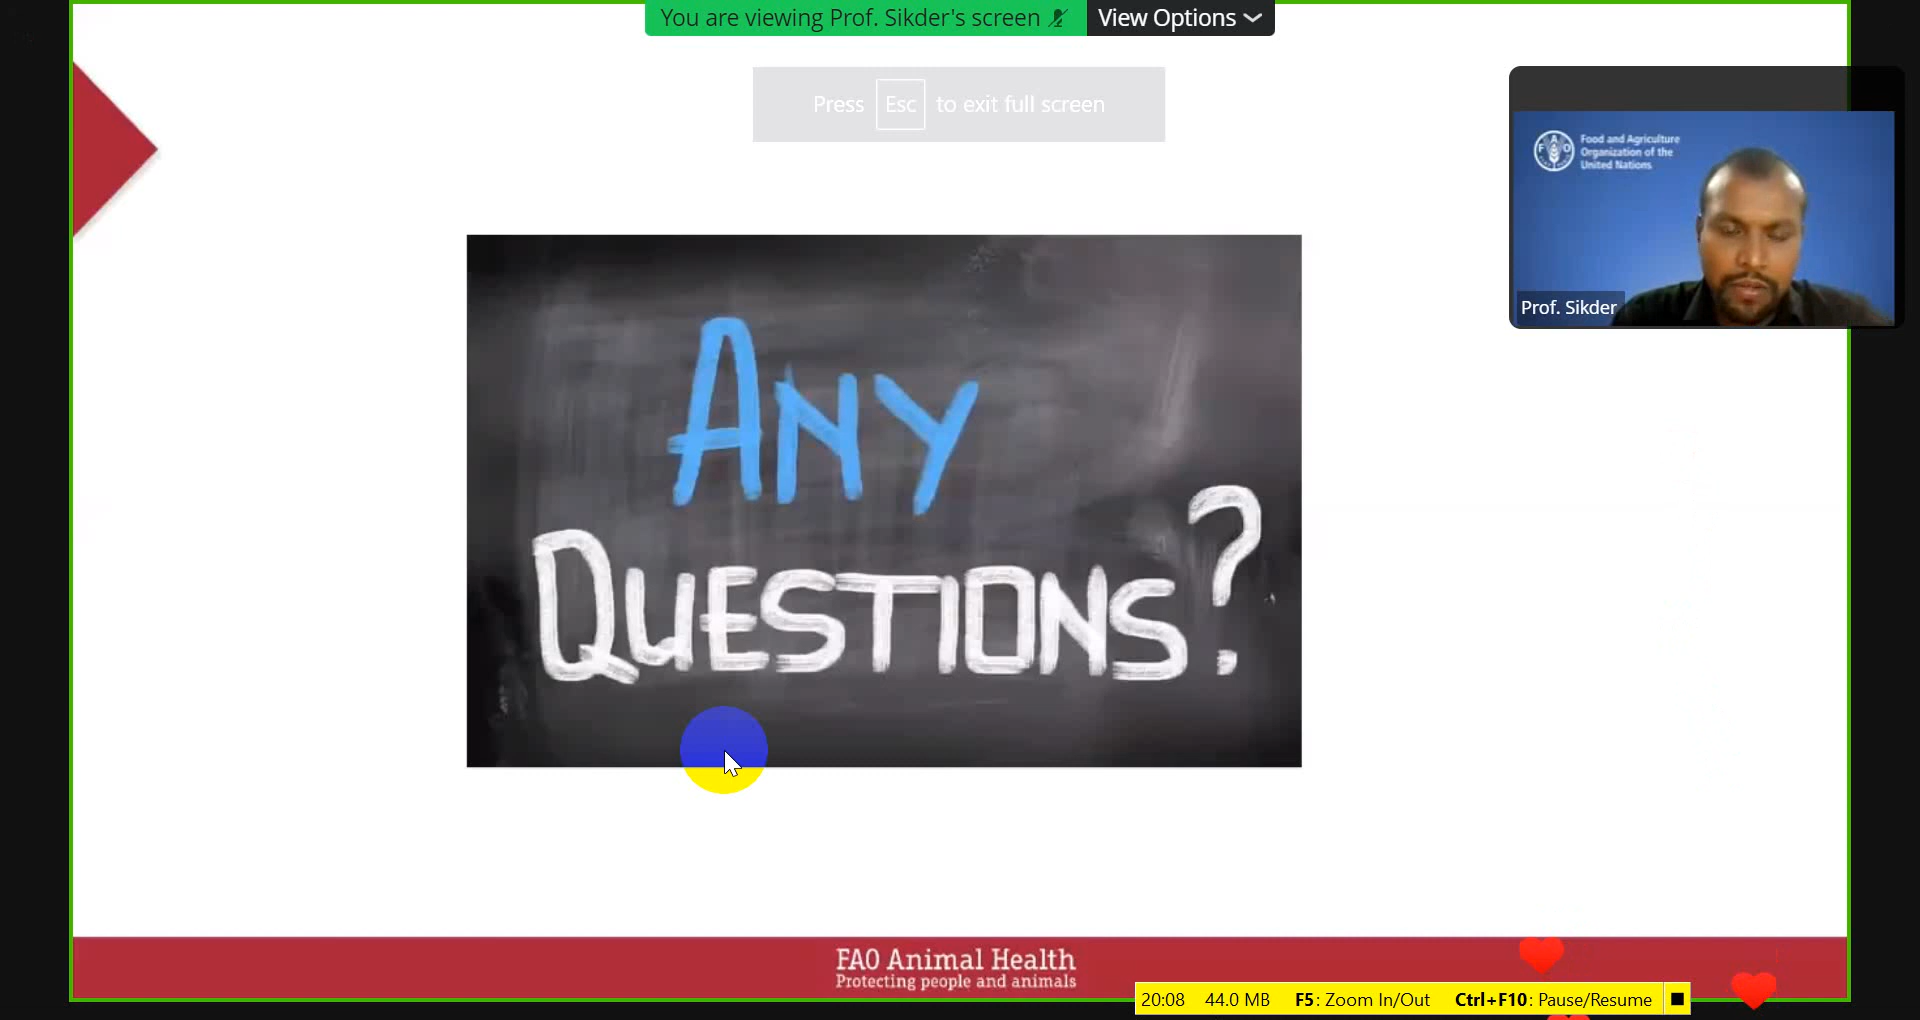 You are viewing Prof. Sikder's screen
View Options
Press Esc to exit full screen
Food and Agriculture
Organization of the
United Nations
Prof. Sikder
ANY
QUESTIONS?
FAO Animal Health
Protecting people and animals
20:08 44.0 MB F5: Zoom In/Out Ctrl+F10: Pause/Resume